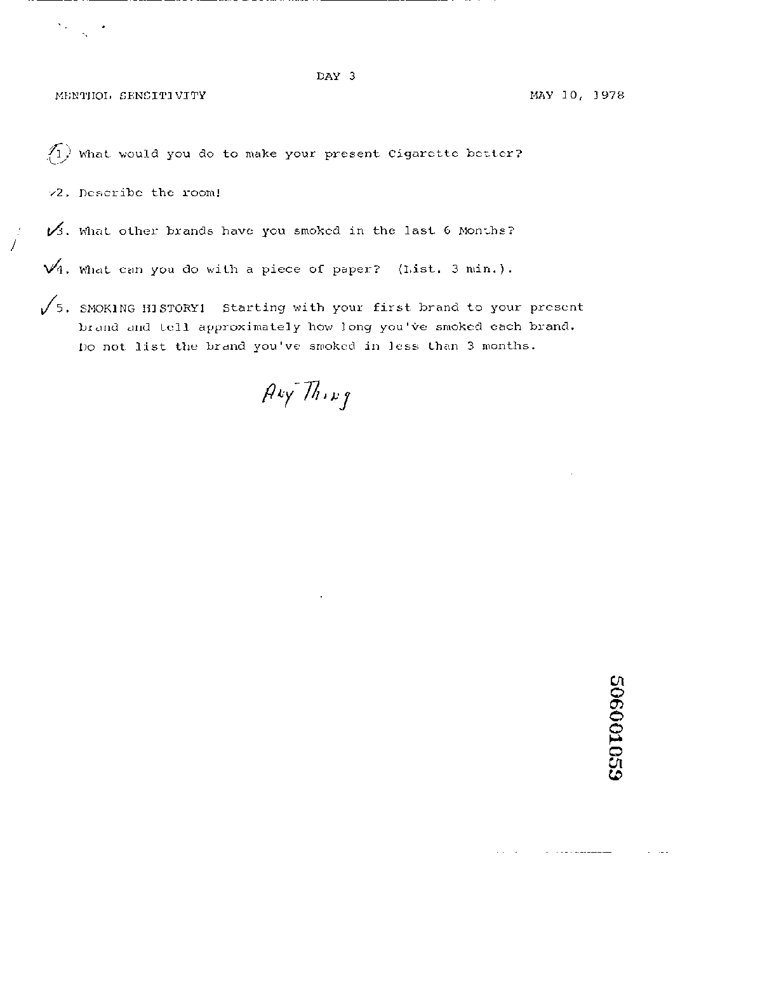 DAY 3
MENTHOL SENSITIVITY MAY 10, 1978
1) What would you do to make your present Cigarette better?
✓2. Describe the room!
✓3. What other brands have you smoked in the last 6 Months?
✓4. What can you do with a piece of paper? (List. 3 min.).
✓5. SMOKING HISTORY! Starting with your first brand to your present
brand and tell approximately how long you've smoked each brand.
Do not list the brand you've smoked in less than 3 months.
Any Thing
506001059